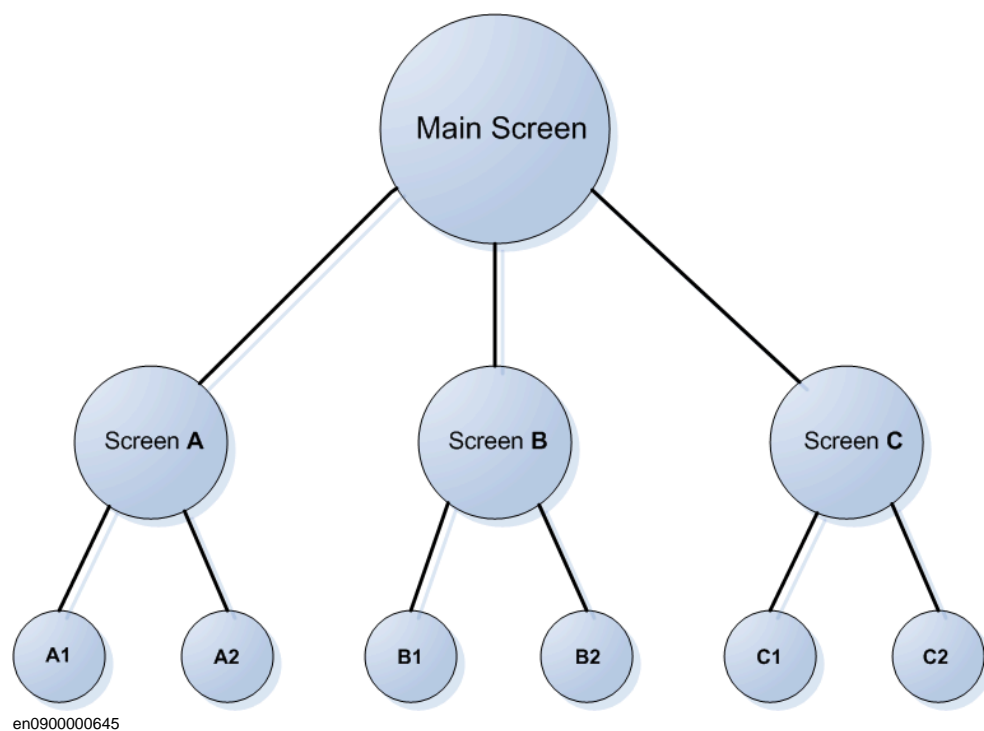 Main Screen
Screen A
Screen B
Screen C
A1
A2
B1
B2
C1
C2
en0900000645